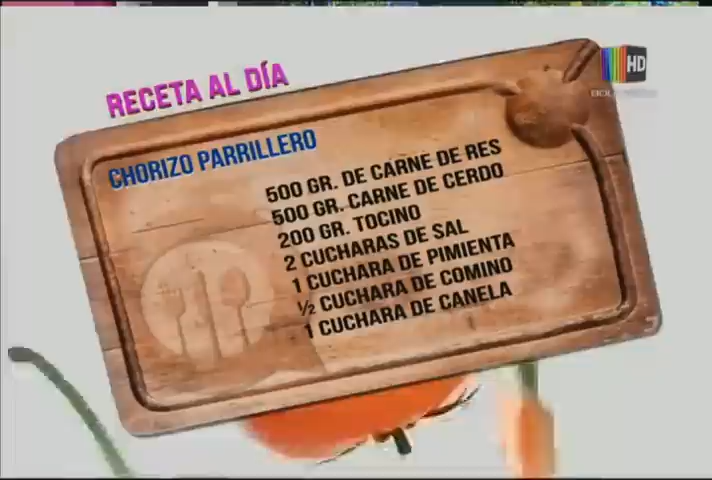 RECETA AL DÍA
HD
CHORIZO PARRILLERO
500 GR. DE CARNE DE RES
500 GR. CARNE DE CERDO
200 GR. TOCINO
2 CUCHARAS DE SAL
1 CUCHARA DE PIMIENTA
½ CUCHARA DE COMINO
1 CUCHARA DE CANELA